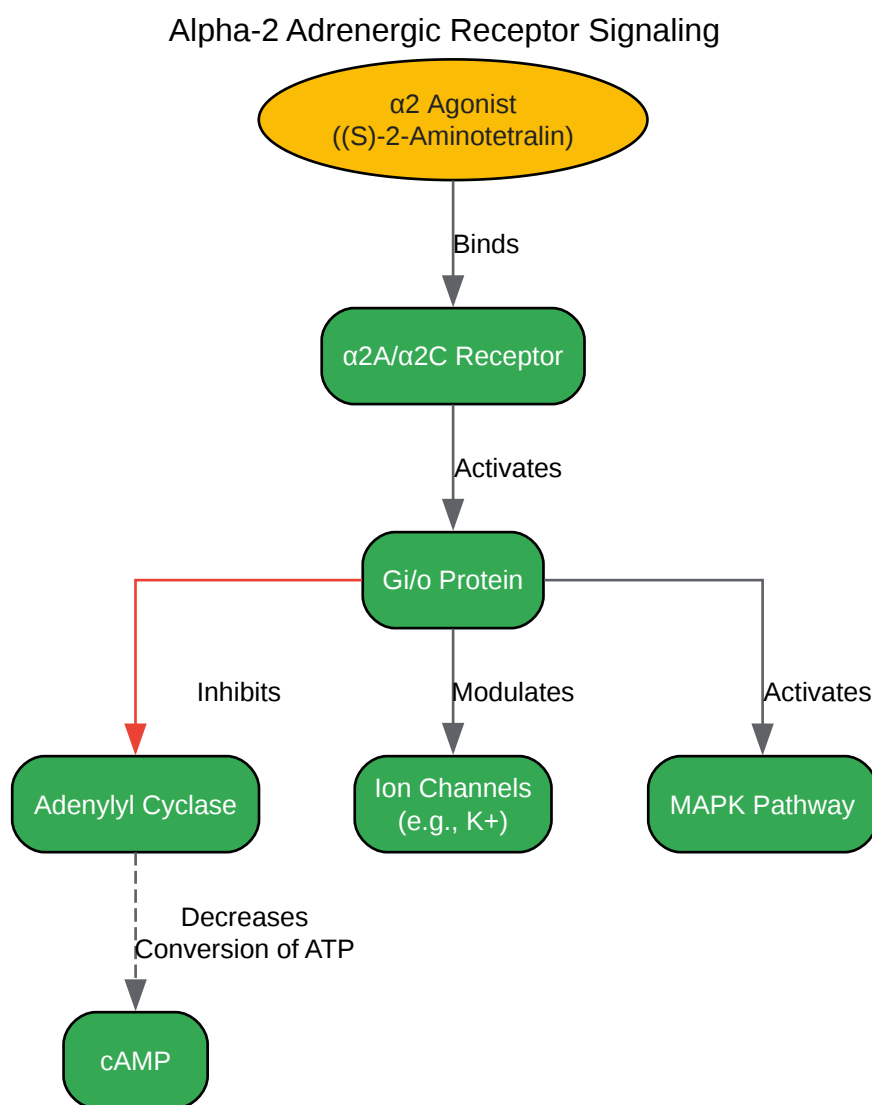 Alpha-2 Adrenergic Receptor Signaling
α2 Agonist
((S)-2-Aminotetralin)
Binds
α2A/α2C Receptor
Activates
Gi/o Protein
Inhibits
Modulates
Activates
Adenylyl Cyclase
Ion Channels
(e.g., K+)
MAPK Pathway
Decreases
Conversion of ATP
cAMP